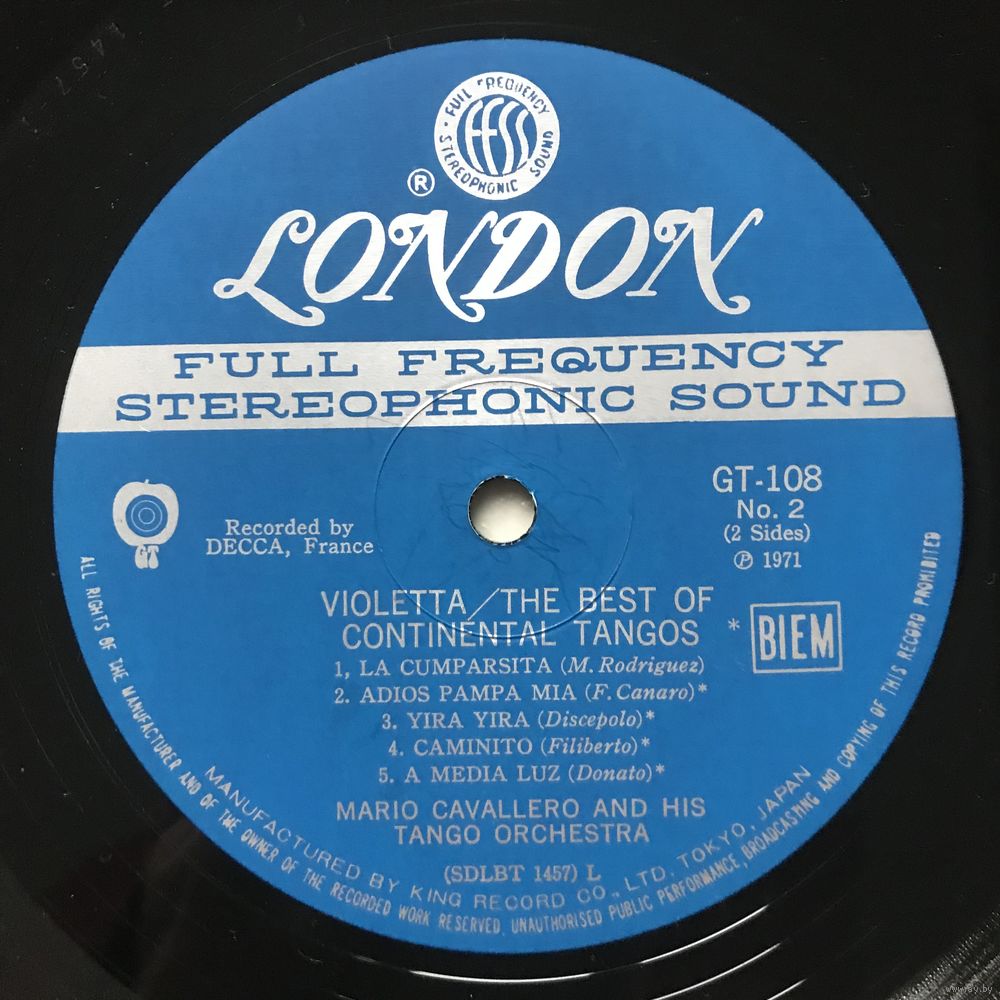 FULL FREQUENCY
STEREOPHONIC SOUND
FFSS
®
LONDON
FULL FREQUENCY
STEREOPHONIC SOUND
GT
Recorded by
DECCA, France
GT-108
No. 2
(2 Sides)
℗ 1971
VIOLETTA/THE BEST OF
CONTINENTAL TANGOS
* BIEM
1, LA CUMPARSITA (M. Rodriguez)
2. ADIOS PAMPA MIA (F. Canaro)*
3. YIRA YIRA (Discepolo)*
4. CAMINITO (Filiberto)*
5. A MEDIA LUZ (Donato)*
MARIO CAVALLERO AND HIS
TANGO ORCHESTRA
(SDLBT 1457) L
MANUFACTURED BY KING RECORD CO., LTD. TOKYO, JAPAN
ALL RIGHTS OF THE MANUFACTURER AND OF THE OWNER OF THE RECORDED WORK RESERVED, UNAUTHORISED PUBLIC PERFORMANCE, BROADCASTING AND COPYING OF THIS RECORD PROHIBITED